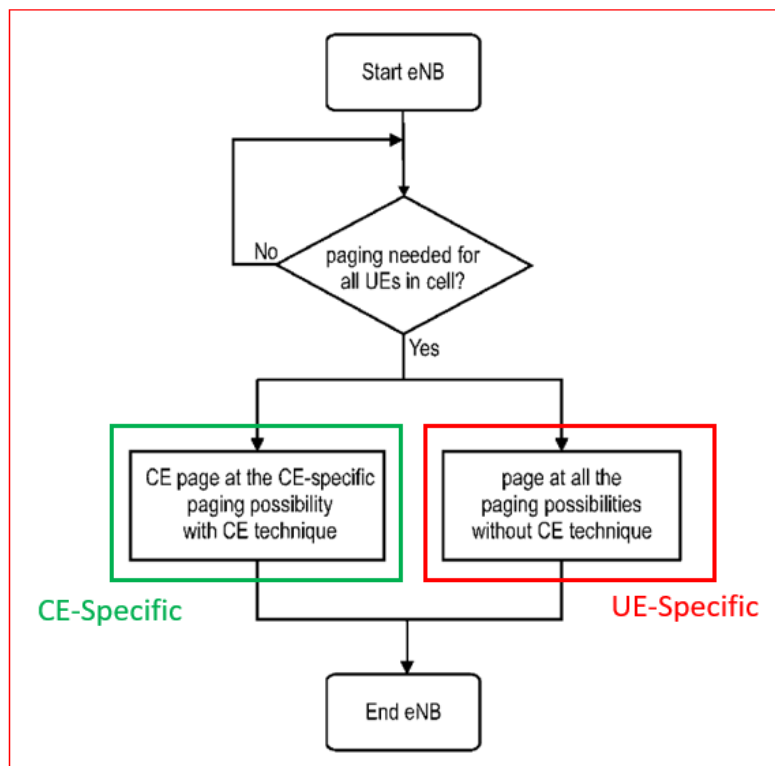 Start eNB
No
paging needed for
all UEs in cell?
Yes
CE page at the CE-specific
paging possibility
with CE technique
page at all the
paging possibilities
without CE technique
CE-Specific
UE-Specific
End eNB